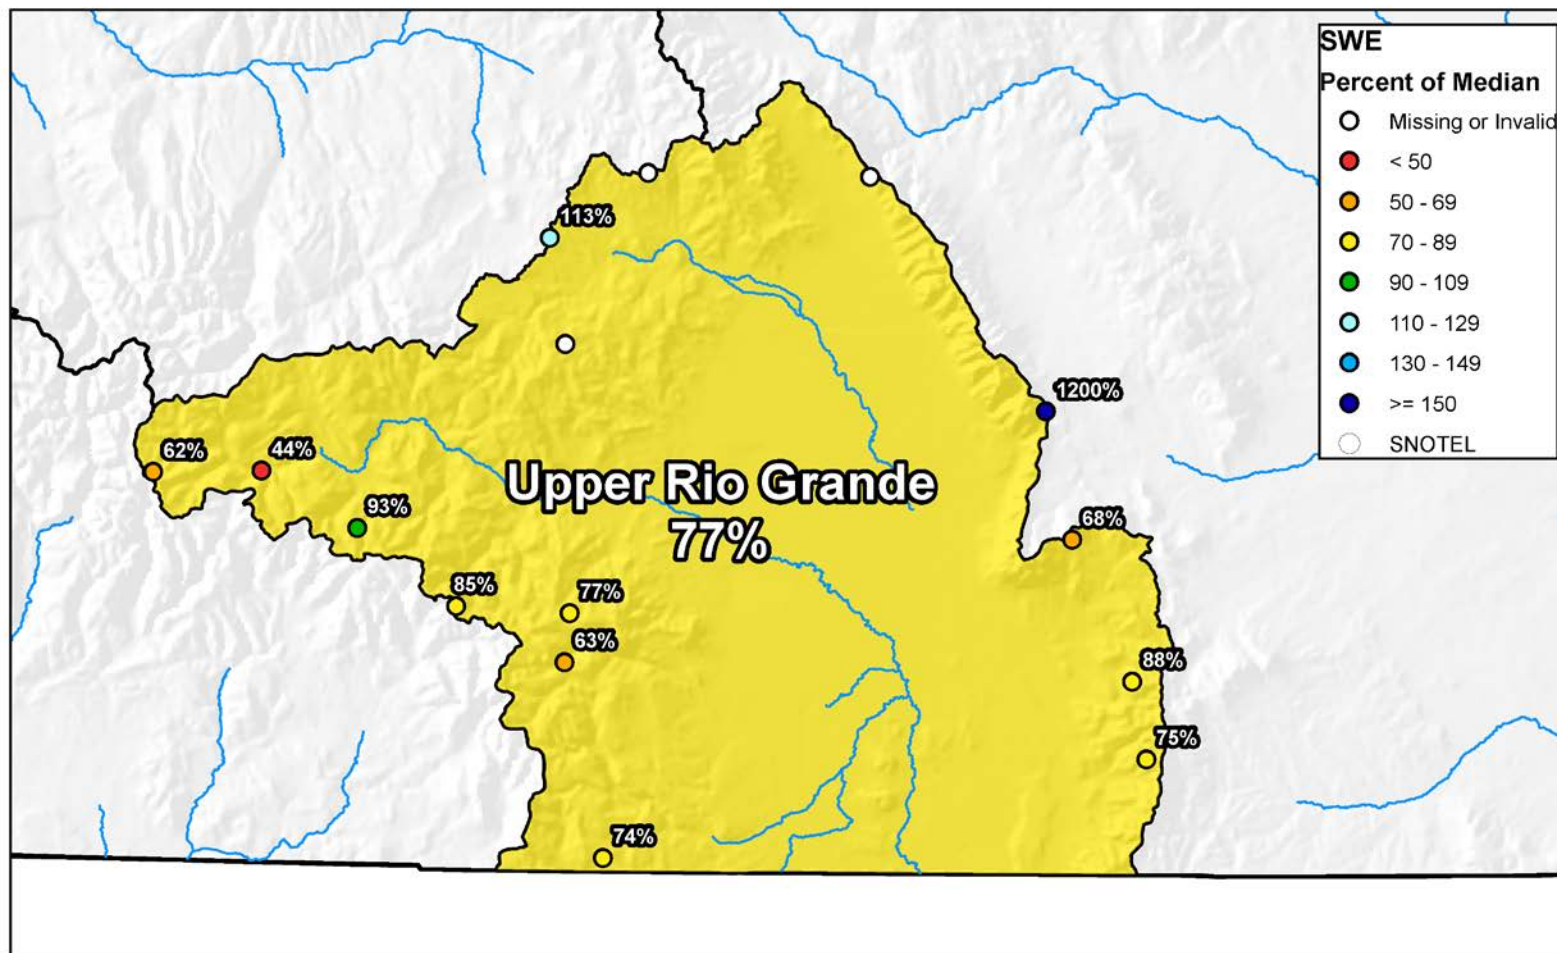 SWE
Percent of Median
Missing or Invalid
< 50
50 - 69
70 - 89
90 - 109
110 - 129
130 - 149
>= 150
SNOTEL
113%
1200%
62%
44%
93%
Upper Rio Grande
77%
68%
85%
77%
63%
88%
75%
74%